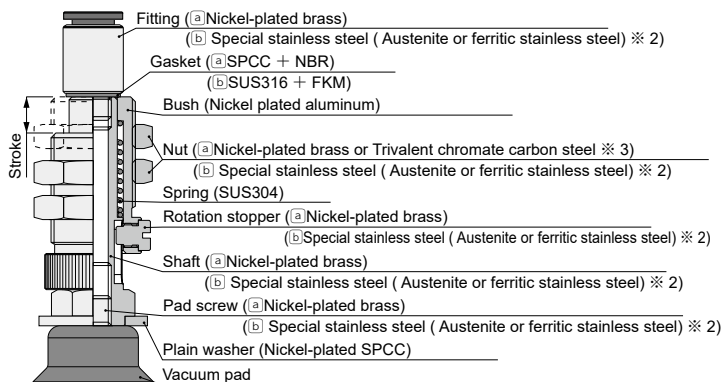 Fitting (ⓐNickel-plated brass)
(ⓑ Special stainless steel ( Austenite or ferritic stainless steel) ※ 2)
Gasket (ⓐSPCC + NBR)
(ⓑSUS316 + FKM)
Bush (Nickel plated aluminum)
Stroke
Nut (ⓐNickel-plated brass or Trivalent chromate carbon steel ※ 3)
(ⓑ Special stainless steel ( Austenite or ferritic stainless steel) ※ 2)
Spring (SUS304)
Rotation stopper (ⓐNickel-plated brass)
(ⓑSpecial stainless steel ( Austenite or ferritic stainless steel) ※ 2)
Shaft (ⓐNickel-plated brass)
(ⓑ Special stainless steel ( Austenite or ferritic stainless steel) ※ 2)
Pad screw (ⓐNickel-plated brass)
(ⓑ Special stainless steel ( Austenite or ferritic stainless steel) ※ 2)
Plain washer (Nickel-plated SPCC)
Vacuum pad